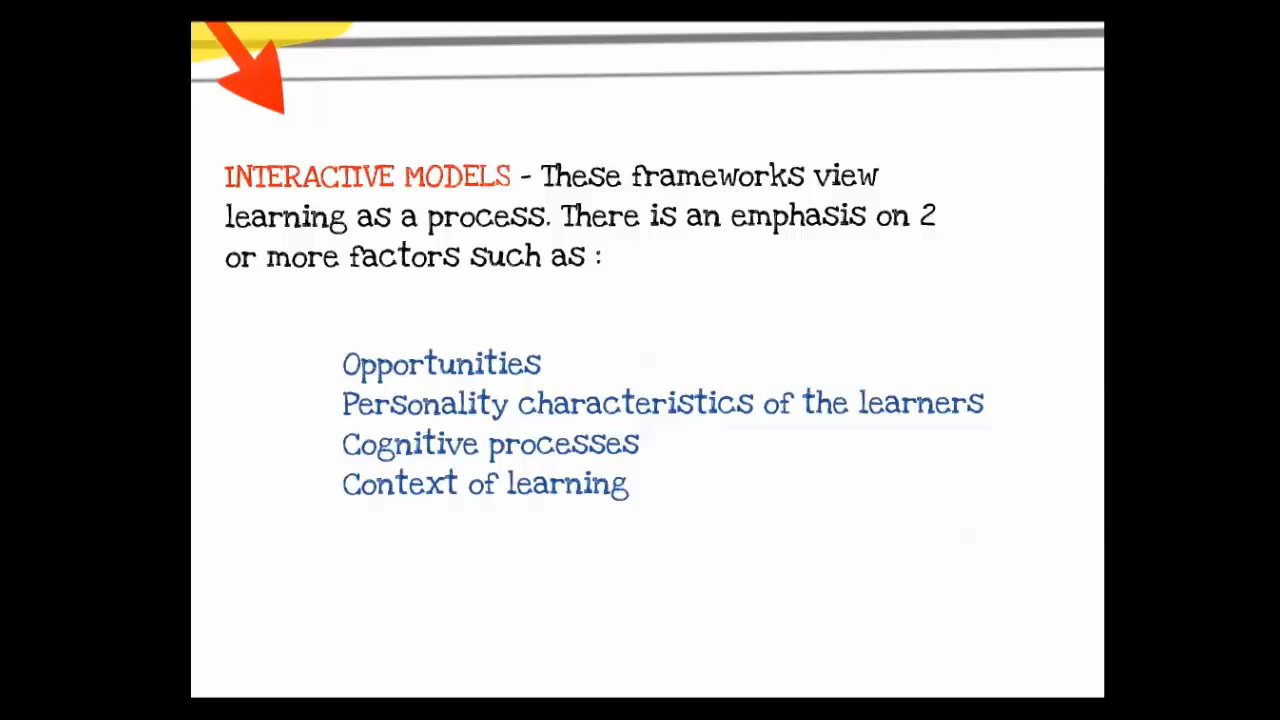 INTERACTIVE MODELS - These frameworks view
learning as a process. There is an emphasis on 2
or more factors such as :
Opportunities
Personality characteristics of the learners
Cognitive processes
Context of learning